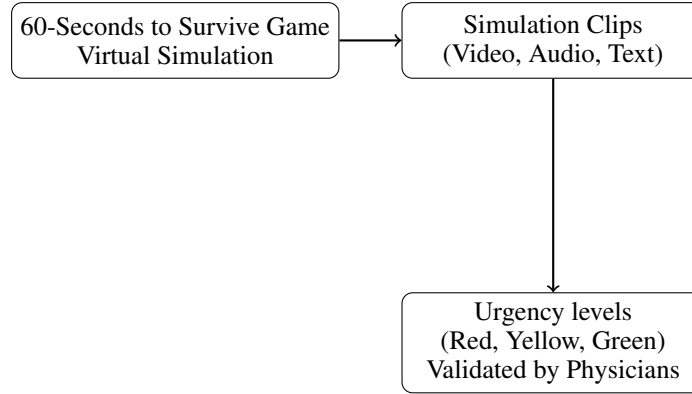 60-Seconds to Survive Game
Virtual Simulation
Simulation Clips
(Video, Audio, Text)
Urgency levels
(Red, Yellow, Green)
Validated by Physicians